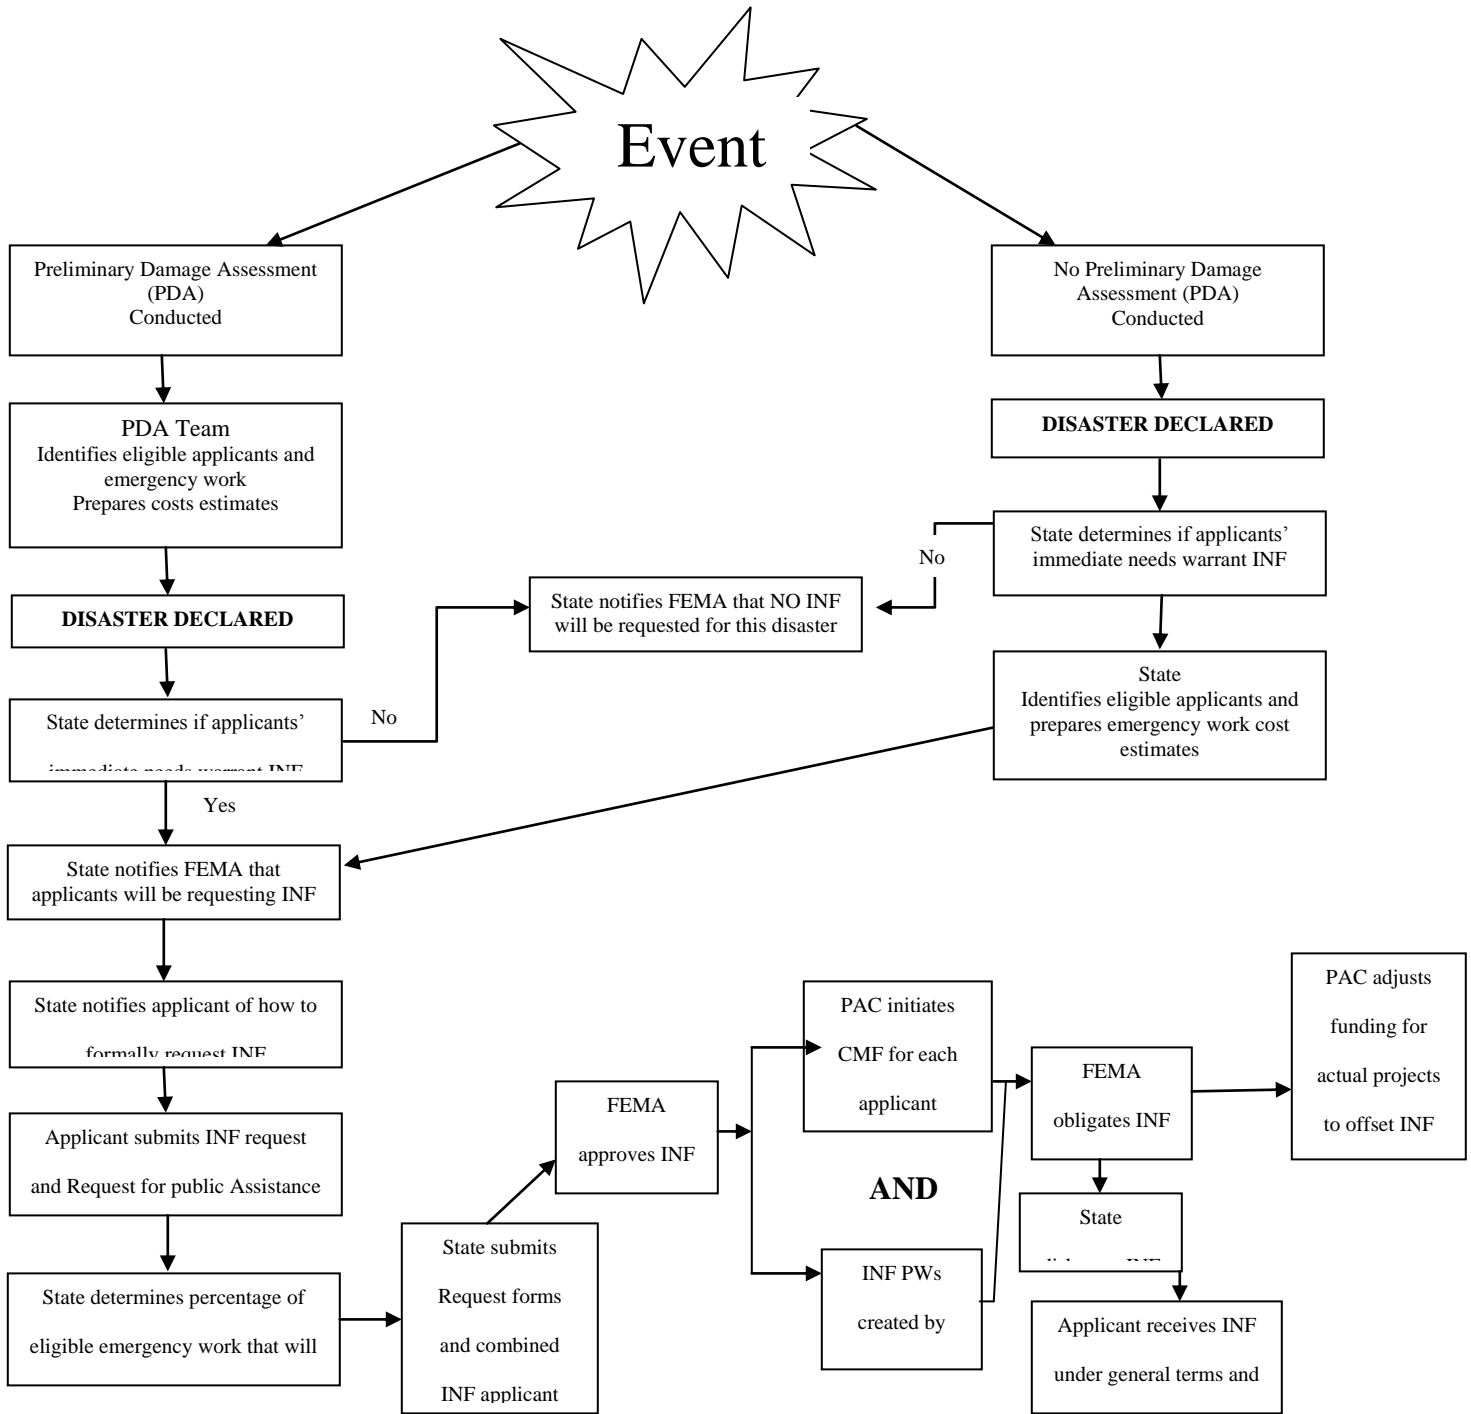 Event
Preliminary Damage Assessment
(PDA)
Conducted
No Preliminary Damage
Assessment (PDA)
Conducted
PDA Team
Identifies eligible applicants and
emergency work
Prepares costs estimates
DISASTER DECLARED
DISASTER DECLARED
State determines if applicants’
immediate needs warrant INF
No
State notifies FEMA that NO INF
will be requested for this disaster
State
Identifies eligible applicants and
prepares emergency work cost
estimates
State determines if applicants’
immediate needs warrant INF
No
Yes
State notifies FEMA that
applicants will be requesting INF
State notifies applicant of how to
formally request INF
Applicant submits INF request
and Request for public Assistance
State determines percentage of
eligible emergency work that will
State submits
Request forms
and combined
INF applicant
FEMA
approves INF
PAC initiates
CMF for each
applicant
AND
INF PWs
created by
FEMA
obligates INF
PAC adjusts
funding for
actual projects
to offset INF
State
Applicant receives INF
under general terms and